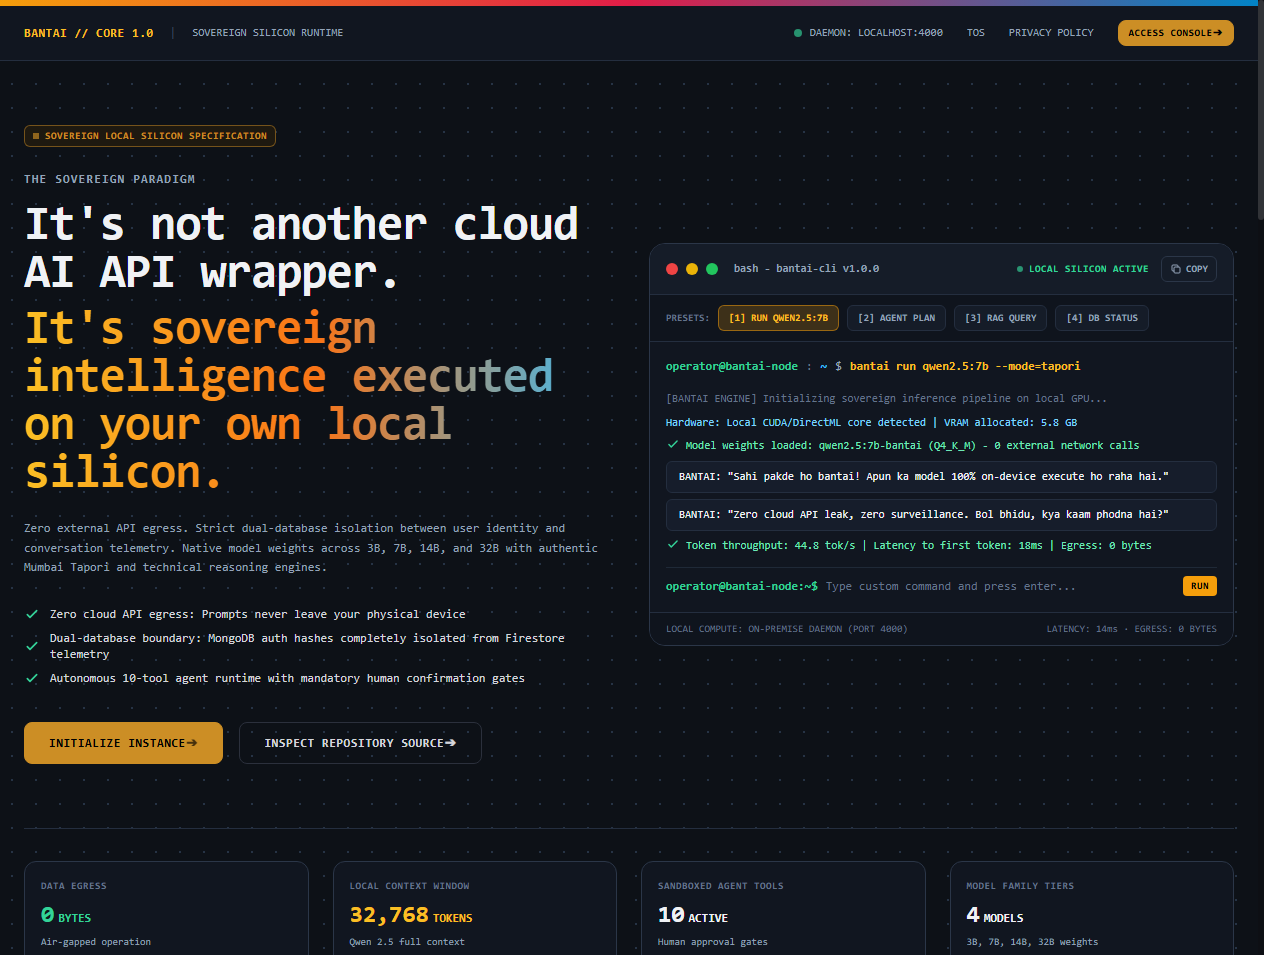 BANTAI // CORE 1.0 | SOVEREIGN SILICON RUNTIME
DAEMON: LOCALHOST:4000 TOS PRIVACY POLICY ACCESS CONSOLE➔
SOVEREIGN LOCAL SILICON SPECIFICATION
THE SOVEREIGN PARADIGM
It's not another cloud
AI API wrapper.
It's sovereign
intelligence executed
on your own local
silicon.
Zero external API egress. Strict dual-database isolation between user identity and
conversation telemetry. Native model weights across 3B, 7B, 14B, and 32B with authentic
Mumbai Tapori and technical reasoning engines.
Zero cloud API egress: Prompts never leave your physical device
Dual-database boundary: MongoDB auth hashes completely isolated from Firestore
telemetry
Autonomous 10-tool agent runtime with mandatory human confirmation gates
INITIALIZE INSTANCE➔ INSPECT REPOSITORY SOURCE➔
bash - bantai-cli v1.0.0 LOCAL SILICON ACTIVE COPY
PRESETS: [1] RUN QWEN2.5:7B [2] AGENT PLAN [3] RAG QUERY [4] DB STATUS
operator@bantai-node : ~ $ bantai run qwen2.5:7b --mode=tapori
[BANTAI ENGINE] Initializing sovereign inference pipeline on local GPU...
Hardware: Local CUDA/DirectML core detected | VRAM allocated: 5.8 GB
✓ Model weights loaded: qwen2.5:7b-bantai (Q4_K_M) - 0 external network calls
BANTAI: "Sahi pakde ho bantai! Apun ka model 100% on-device execute ho raha hai."
BANTAI: "Zero cloud API leak, zero surveillance. Bol bhidu, kya kaam phodna hai?"
✓ Token throughput: 44.8 tok/s | Latency to first token: 18ms | Egress: 0 bytes
operator@bantai-node:~$ Type custom command and press enter... RUN
LOCAL COMPUTE: ON-PREMISE DAEMON (PORT 4000) LATENCY: 14ms · EGRESS: 0 BYTES
DATA EGRESS
0 BYTES
Air-gapped operation
LOCAL CONTEXT WINDOW
32,768 TOKENS
Qwen 2.5 full context
SANDBOXED AGENT TOOLS
10 ACTIVE
Human approval gates
MODEL FAMILY TIERS
4 MODELS
3B, 7B, 14B, 32B weights